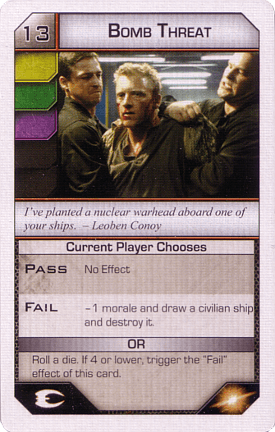 13
BOMB THREAT
I've planted a nuclear warhead aboard one of
your ships. – Leoben Conoy
Current Player Chooses
PASS No Effect
FAIL -1 morale and draw a civilian ship
and destroy it.
OR
Roll a die. If 4 or lower, trigger the "Fail"
effect of this card.